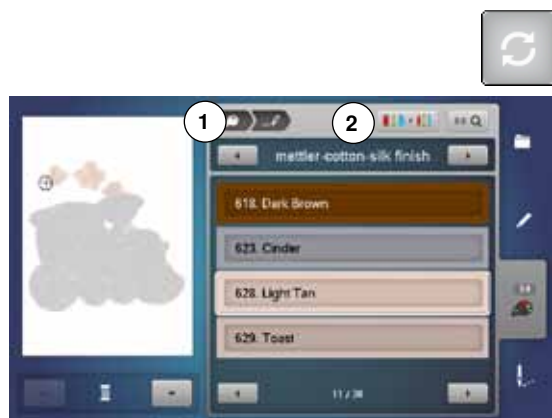 1
2
mettler-cotton-silk finish
618. Dark Brown
623. Cinder
628. Light Tan
629. Toast
11 / 38